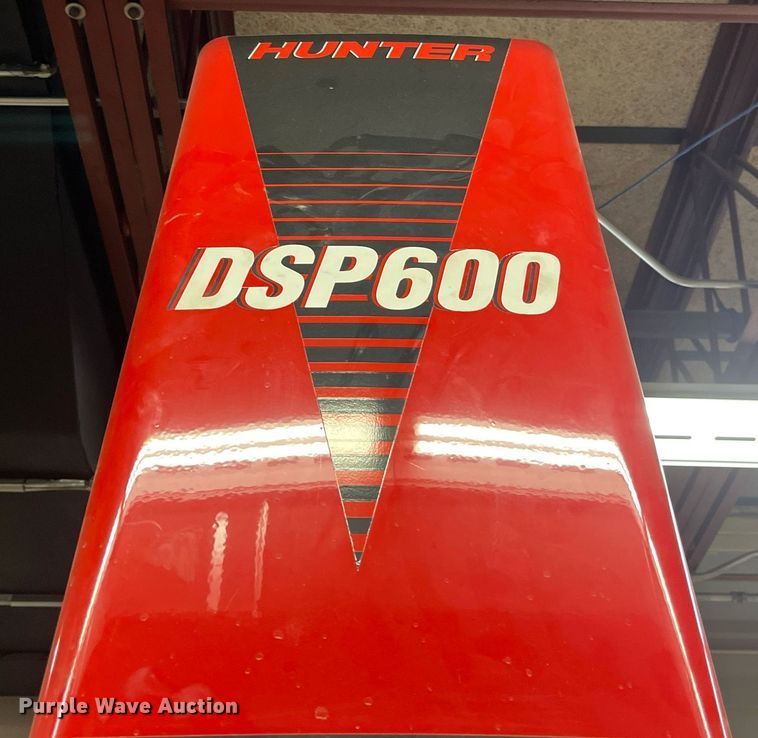 HUNTER
DSP600
Purple Wave Auction